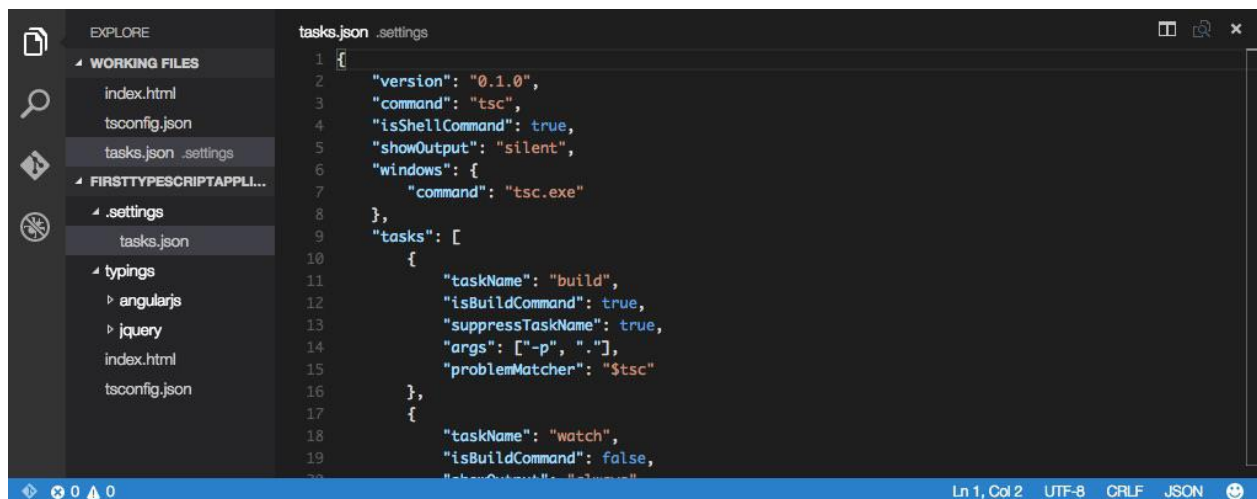 EXPLORE
WORKING FILES
index.html
tsconfig.json
tasks.json .settings
FIRSTTYPESCRIPTAPPLI...
.settings
tasks.json
typings
angularjs
jquery
index.html
tsconfig.json
tasks.json .settings
1 {
2 "version": "0.1.0",
3 "command": "tsc",
4 "isShellCommand": true,
5 "showOutput": "silent",
6 "windows": {
7 "command": "tsc.exe"
8 },
9 "tasks": [
10 {
11 "taskName": "build",
12 "isBuildCommand": true,
13 "suppressTaskName": true,
14 "args": ["-p", "."],
15 "problemMatcher": "$tsc"
16 },
17 {
18 "taskName": "watch",
19 "isBuildCommand": false,
20 "showOutput": "always"
0 0
Ln 1, Col 2 UTF-8 CRLF JSON